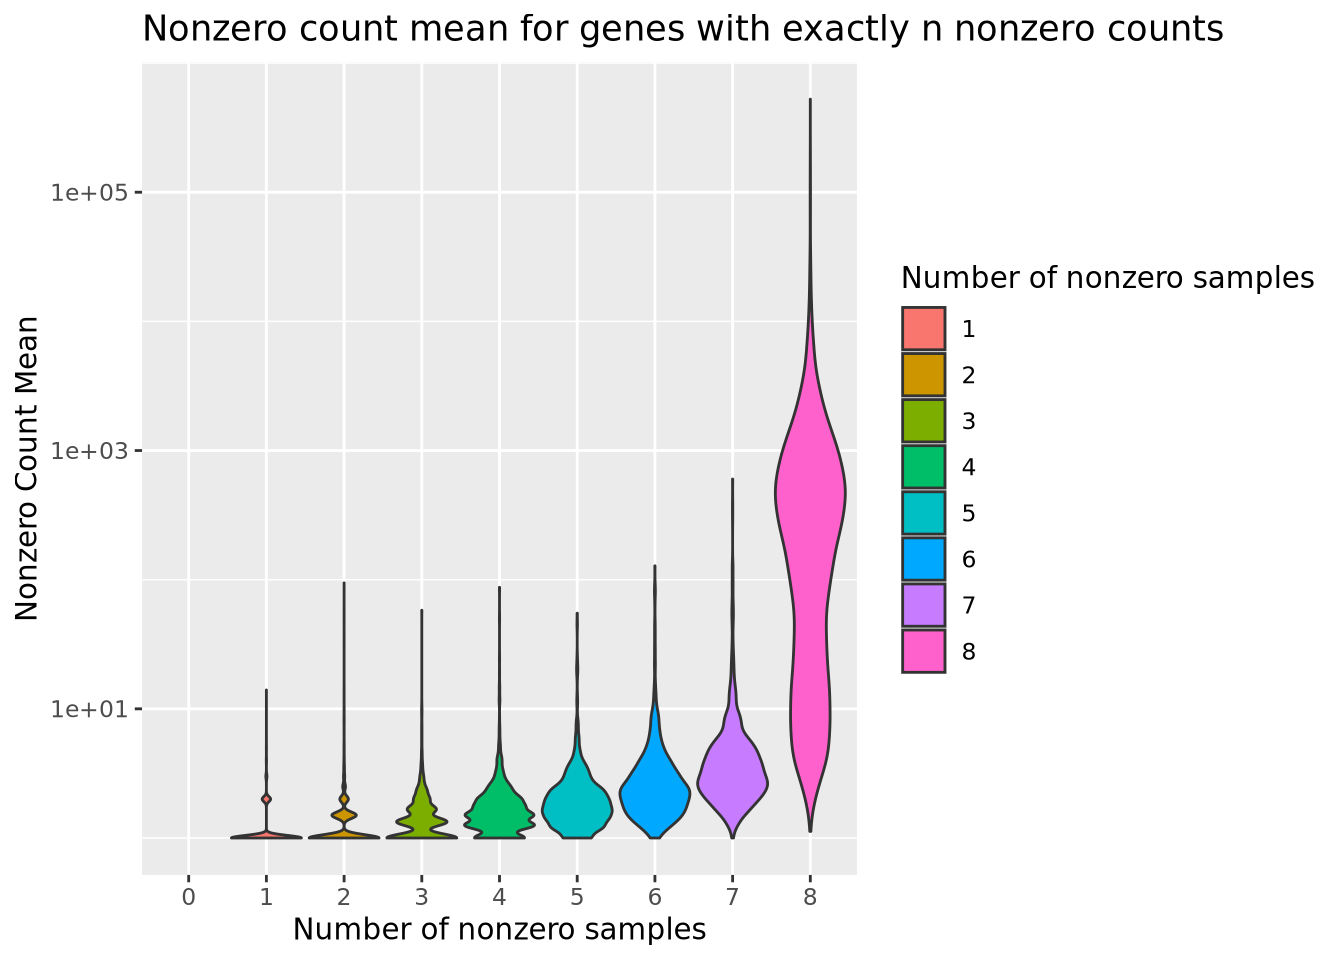 Nonzero count mean for genes with exactly n nonzero counts
Nonzero Count Mean
1e+05
1e+03
1e+01
0 1 2 3 4 5 6 7 8
Number of nonzero samples
Number of nonzero samples
1
2
3
4
5
6
7
8